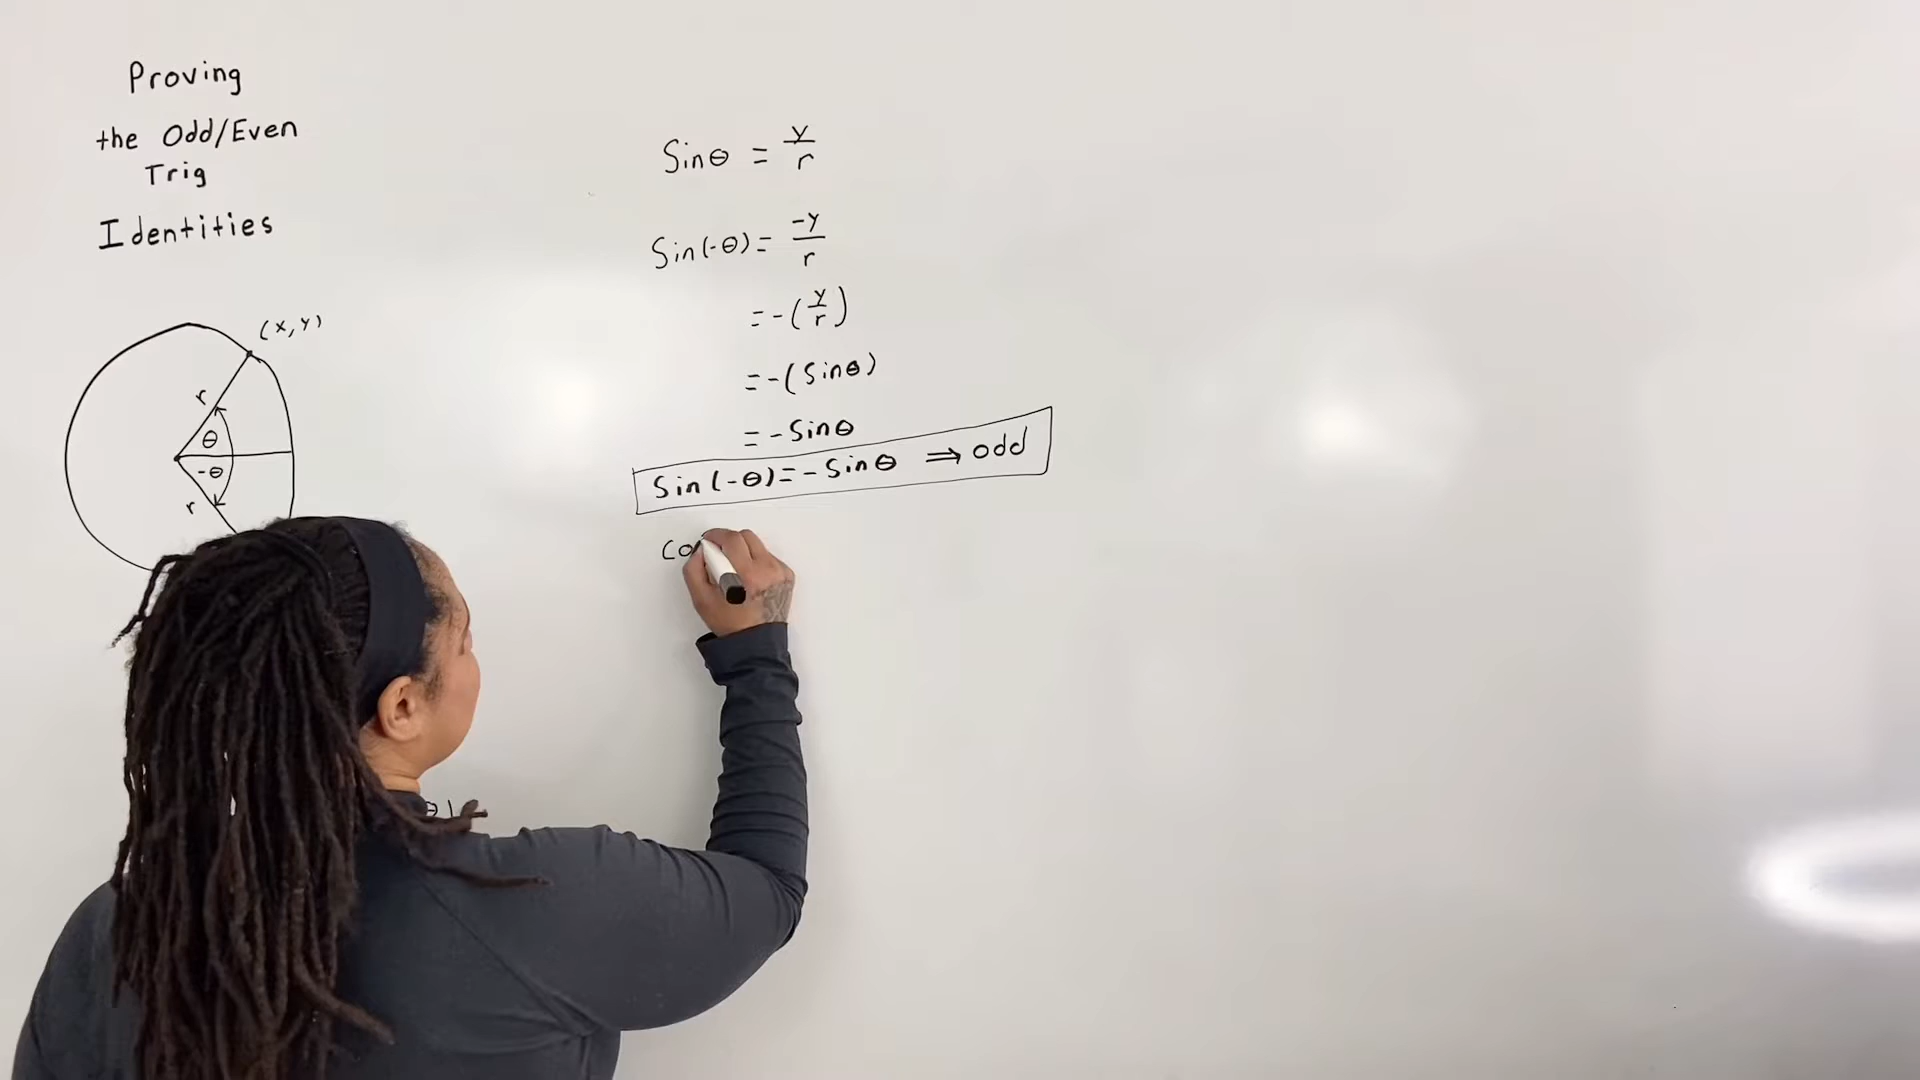 Proving
the Odd/Even
Trig
Identities
(x,y)
r
θ
-θ
r
Sinθ = y/r
Sin(-θ) = -y/r
= -(y/r)
= -(Sinθ)
= -Sinθ
Sin(-θ) = -Sinθ ⇒ odd
co